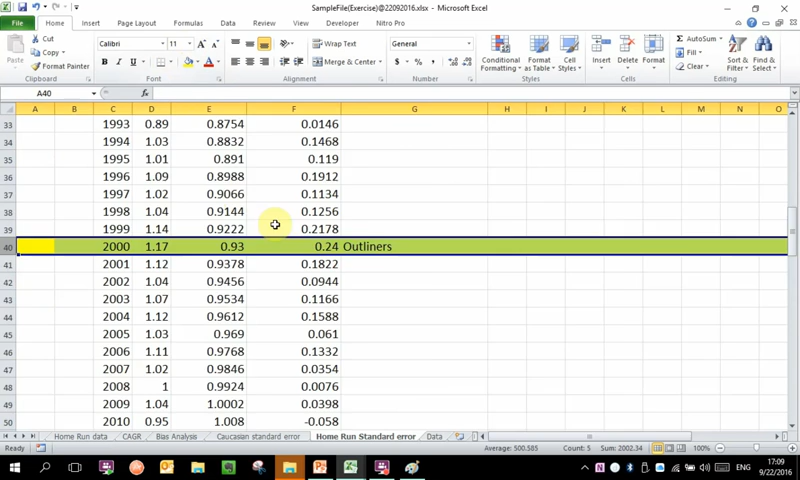 SampleFile(Exercise)@22092016.xlsx - Microsoft Excel
File Home Insert Page Layout Formulas Data Review View Developer Nitro Pro
Paste
Cut
Copy
Format Painter
Clipboard
Calibri 11
B I U
Font
Wrap Text
Merge & Center
Alignment
General
$ % ,
Number
Conditional Formatting
Format as Table
Cell Styles
Styles
Insert Delete Format
Cells
AutoSum
Fill
Clear
Sort & Filter
Find & Select
Editing
A40 fx
A B C D E F G H I J K L M N O
33 1993 0.89 0.8754 0.0146
34 1994 1.03 0.8832 0.1468
35 1995 1.01 0.891 0.119
36 1996 1.09 0.8988 0.1912
37 1997 1.02 0.9066 0.1134
38 1998 1.04 0.9144 0.1256
39 1999 1.14 0.9222 0.2178
40 2000 1.17 0.93 0.24 Outliners
41 2001 1.12 0.9378 0.1822
42 2002 1.04 0.9456 0.0944
43 2003 1.07 0.9534 0.1166
44 2004 1.12 0.9612 0.1588
45 2005 1.03 0.969 0.061
46 2006 1.11 0.9768 0.1332
47 2007 1.02 0.9846 0.0354
48 2008 1 0.9924 0.0076
49 2009 1.04 1.0002 0.0398
50 2010 0.95 1.008 -0.058
Home Run data CAGR Bias Analysis Caucasian standard error Home Run Standard error Data
Ready Average: 500.585 Count: 5 Sum: 2002.34 100%
ENG 17:09
9/22/2016